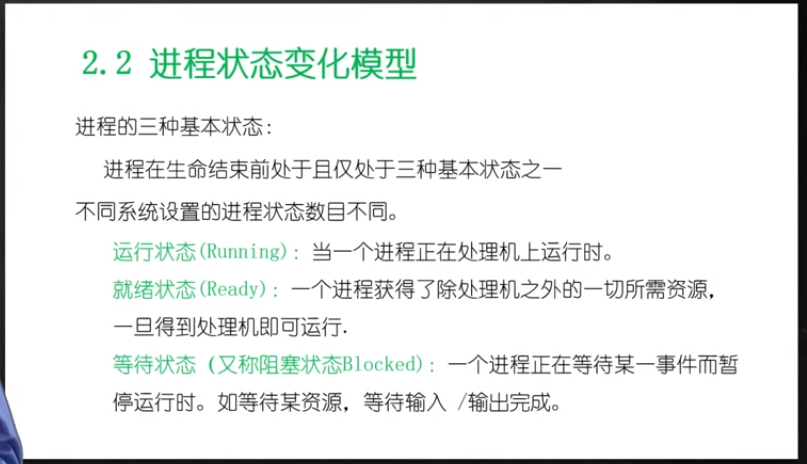 2.2 进程状态变化模型
进程的三种基本状态:
进程在生命结束前处于且仅处于三种基本状态之一
不同系统设置的进程状态数目不同。
运行状态(Running): 当一个进程正在处理机上运行时。
就绪状态(Ready): 一个进程获得了除处理机之外的一切所需资源,
一旦得到处理机即可运行.
等待状态 (又称阻塞状态Blocked): 一个进程正在等待某一事件而暂
停运行时。如等待某资源, 等待输入 /输出完成。